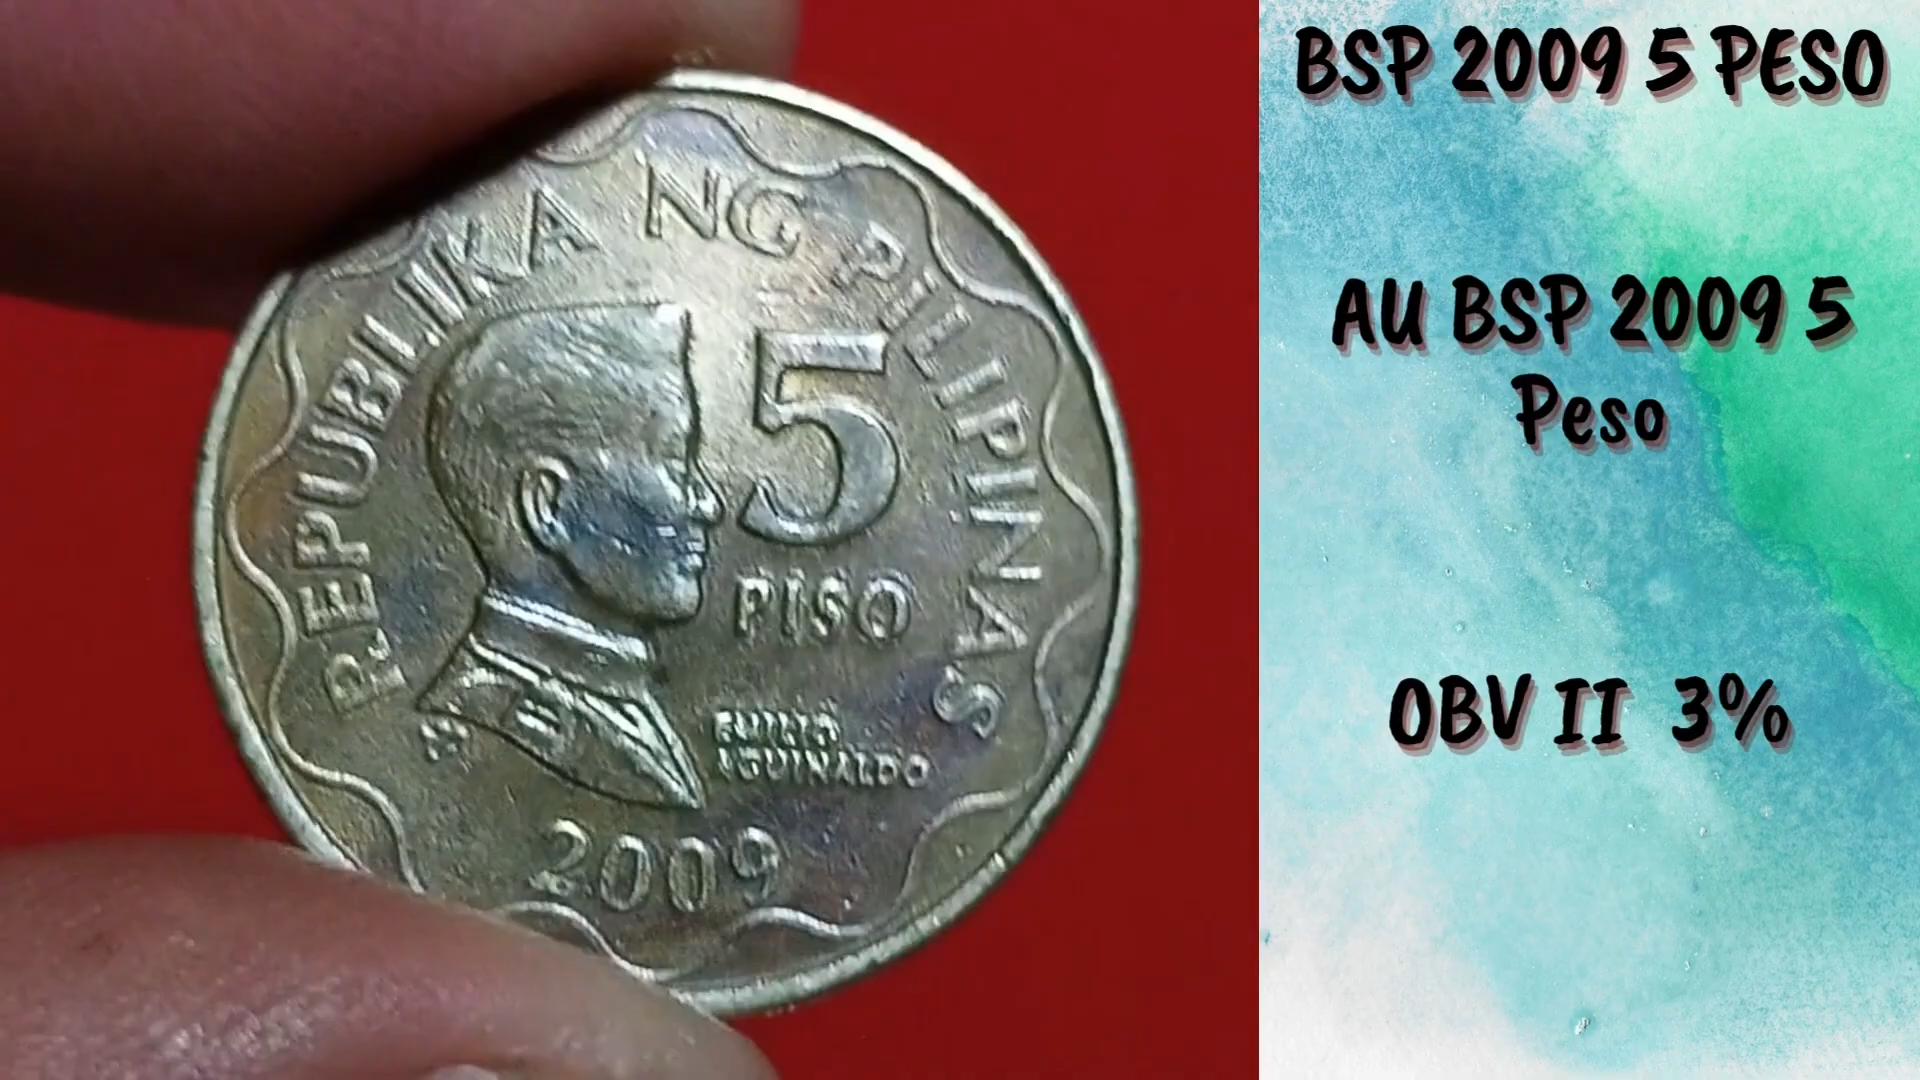 REPUBLIKA NG PILIPINAS
5
PISO
EMILIO
AGUINALDO
2009
BSP 2009 5 PESO
AU BSP 2009 5
Peso
OBV II 3%